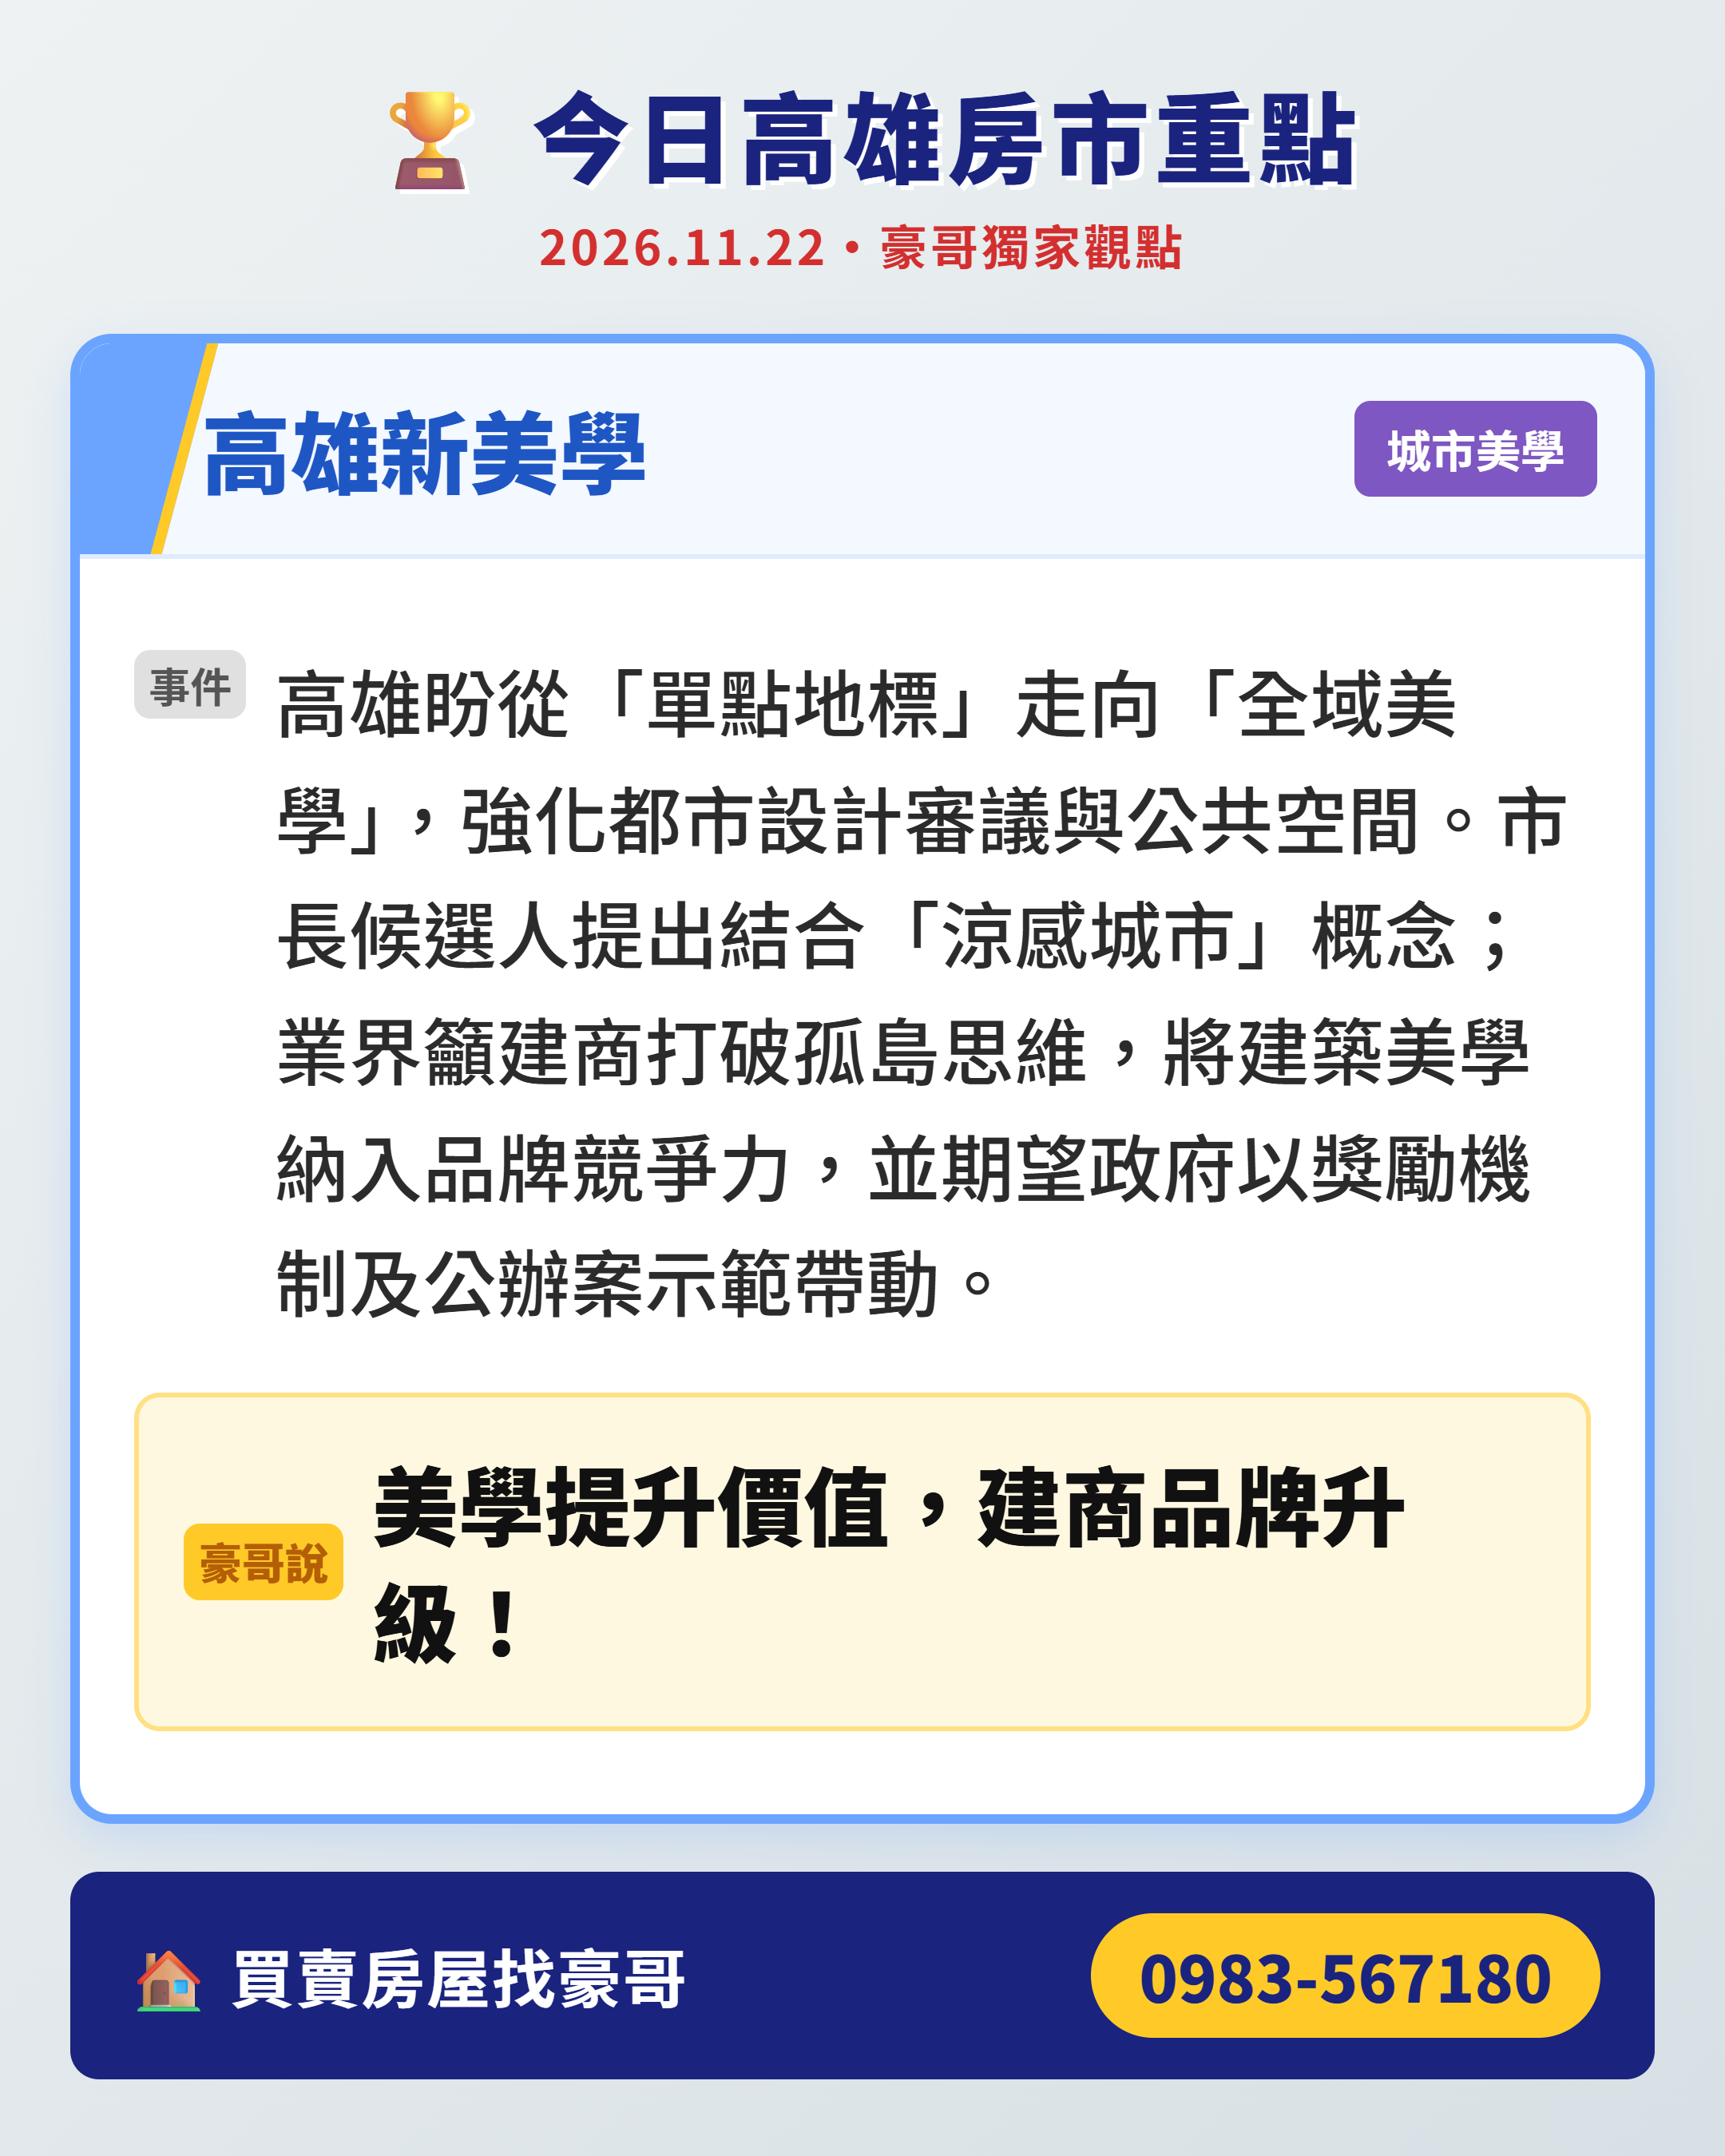 🏆 今日高雄房市重點
2026.11.22・豪哥獨家觀點
高雄新美學
城市美學
事件
高雄盼從「單點地標」走向「全域美
學」，強化都市設計審議與公共空間。市
長候選人提出結合「涼感城市」概念；
業界籲建商打破孤島思維，將建築美學
納入品牌競爭力，並期望政府以獎勵機
制及公辦案示範帶動。
豪哥說
美學提升價值，建商品牌升
級！
🏠 買賣房屋找豪哥
0983-567180